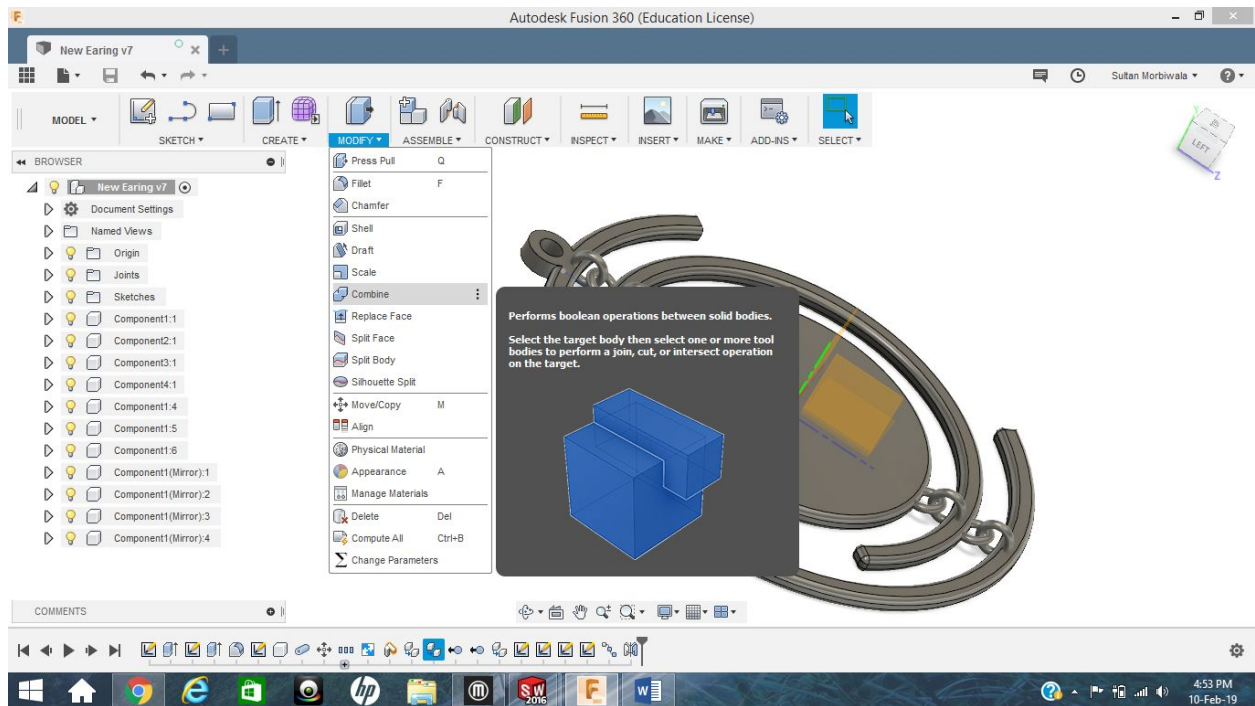 Autodesk Fusion 360 (Education License)
New Earing v7
Sultan Morbiwala
MODEL
SKETCH
CREATE
MODIFY
ASSEMBLE
CONSTRUCT
INSPECT
INSERT
MAKE
ADD-INS
SELECT
BROWSER
New Earing v7
Document Settings
Named Views
Origin
Joints
Sketches
Component1:1
Component2:1
Component3:1
Component4:1
Component1:4
Component1:5
Component1:6
Component1(Mirror):1
Component1(Mirror):2
Component1(Mirror):3
Component1(Mirror):4
Press Pull Q
Fillet F
Chamfer
Shell
Draft
Scale
Combine
Replace Face
Split Face
Split Body
Silhouette Split
Move/Copy M
Align
Physical Material
Appearance A
Manage Materials
Delete Del
Compute All Ctrl+B
Change Parameters
Performs boolean operations between solid bodies.
Select the target body then select one or more tool
bodies to perform a join, cut, or intersect operation
on the target.
LEFT
Z
COMMENTS
hp
SW
2016
F
W
4:53 PM
10-Feb-19